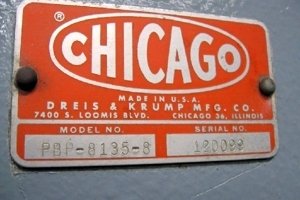 ® CHICAGO
MADE IN U.S.A.
DREIS & KRUMP MFG. CO.
7400 S. LOOMIS BLVD. CHICAGO 36, ILLINOIS
MODEL NO. SERIAL NO.
PBP-8135-8